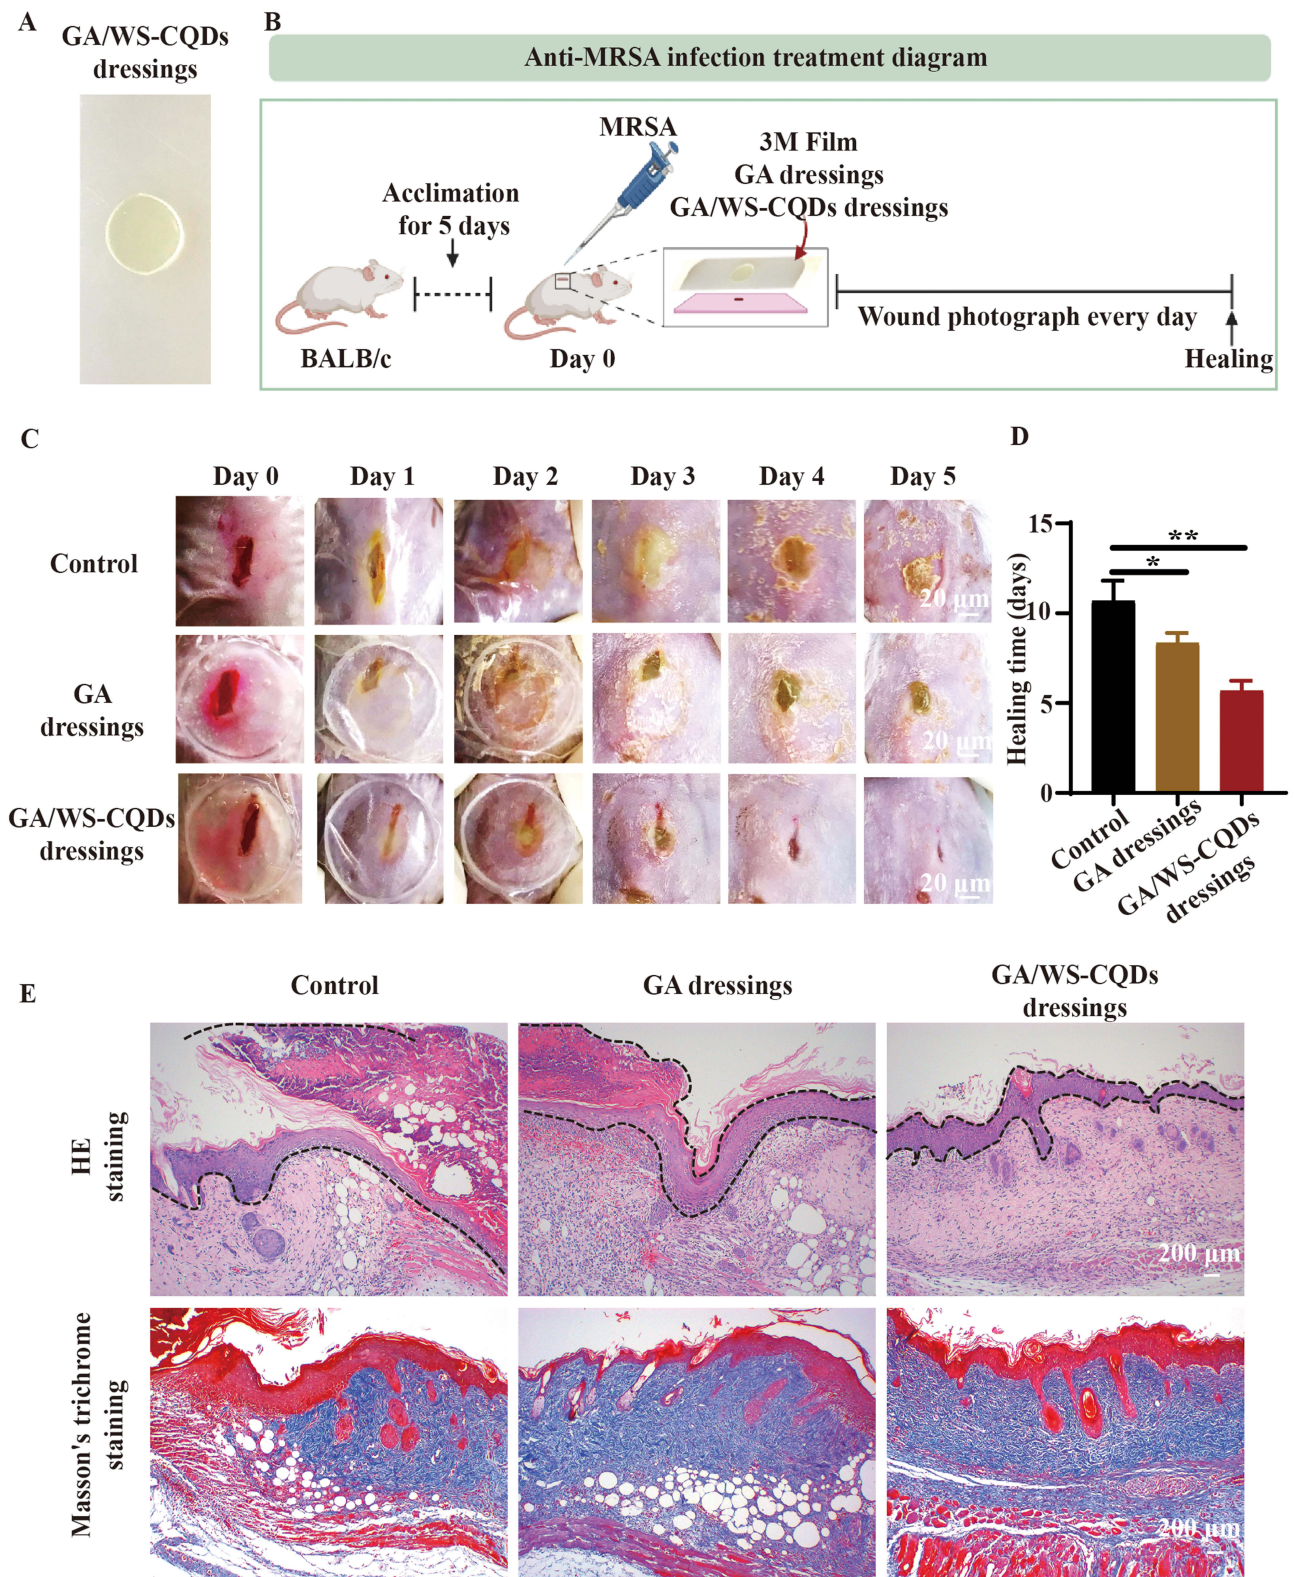 A
GA/WS-CQDs
dressings
B
Anti-MRSA infection treatment diagram
MRSA
3M Film
GA dressings
GA/WS-CQDs dressings
Acclimation
for 5 days
BALB/c
Day 0
Wound photograph every day
Healing
C
Day 0 Day 1 Day 2 Day 3 Day 4 Day 5
Control
20 µm
GA
dressings
20 µm
GA/WS-CQDs
dressings
20 µm
D
Healing time (days)
15
10
5
0
**
*
Control
GA dressings
GA/WS-CQDs
dressings
E
Control
GA dressings
GA/WS-CQDs
dressings
HE
staining
200 µm
Masson's trichrome
staining
200 µm